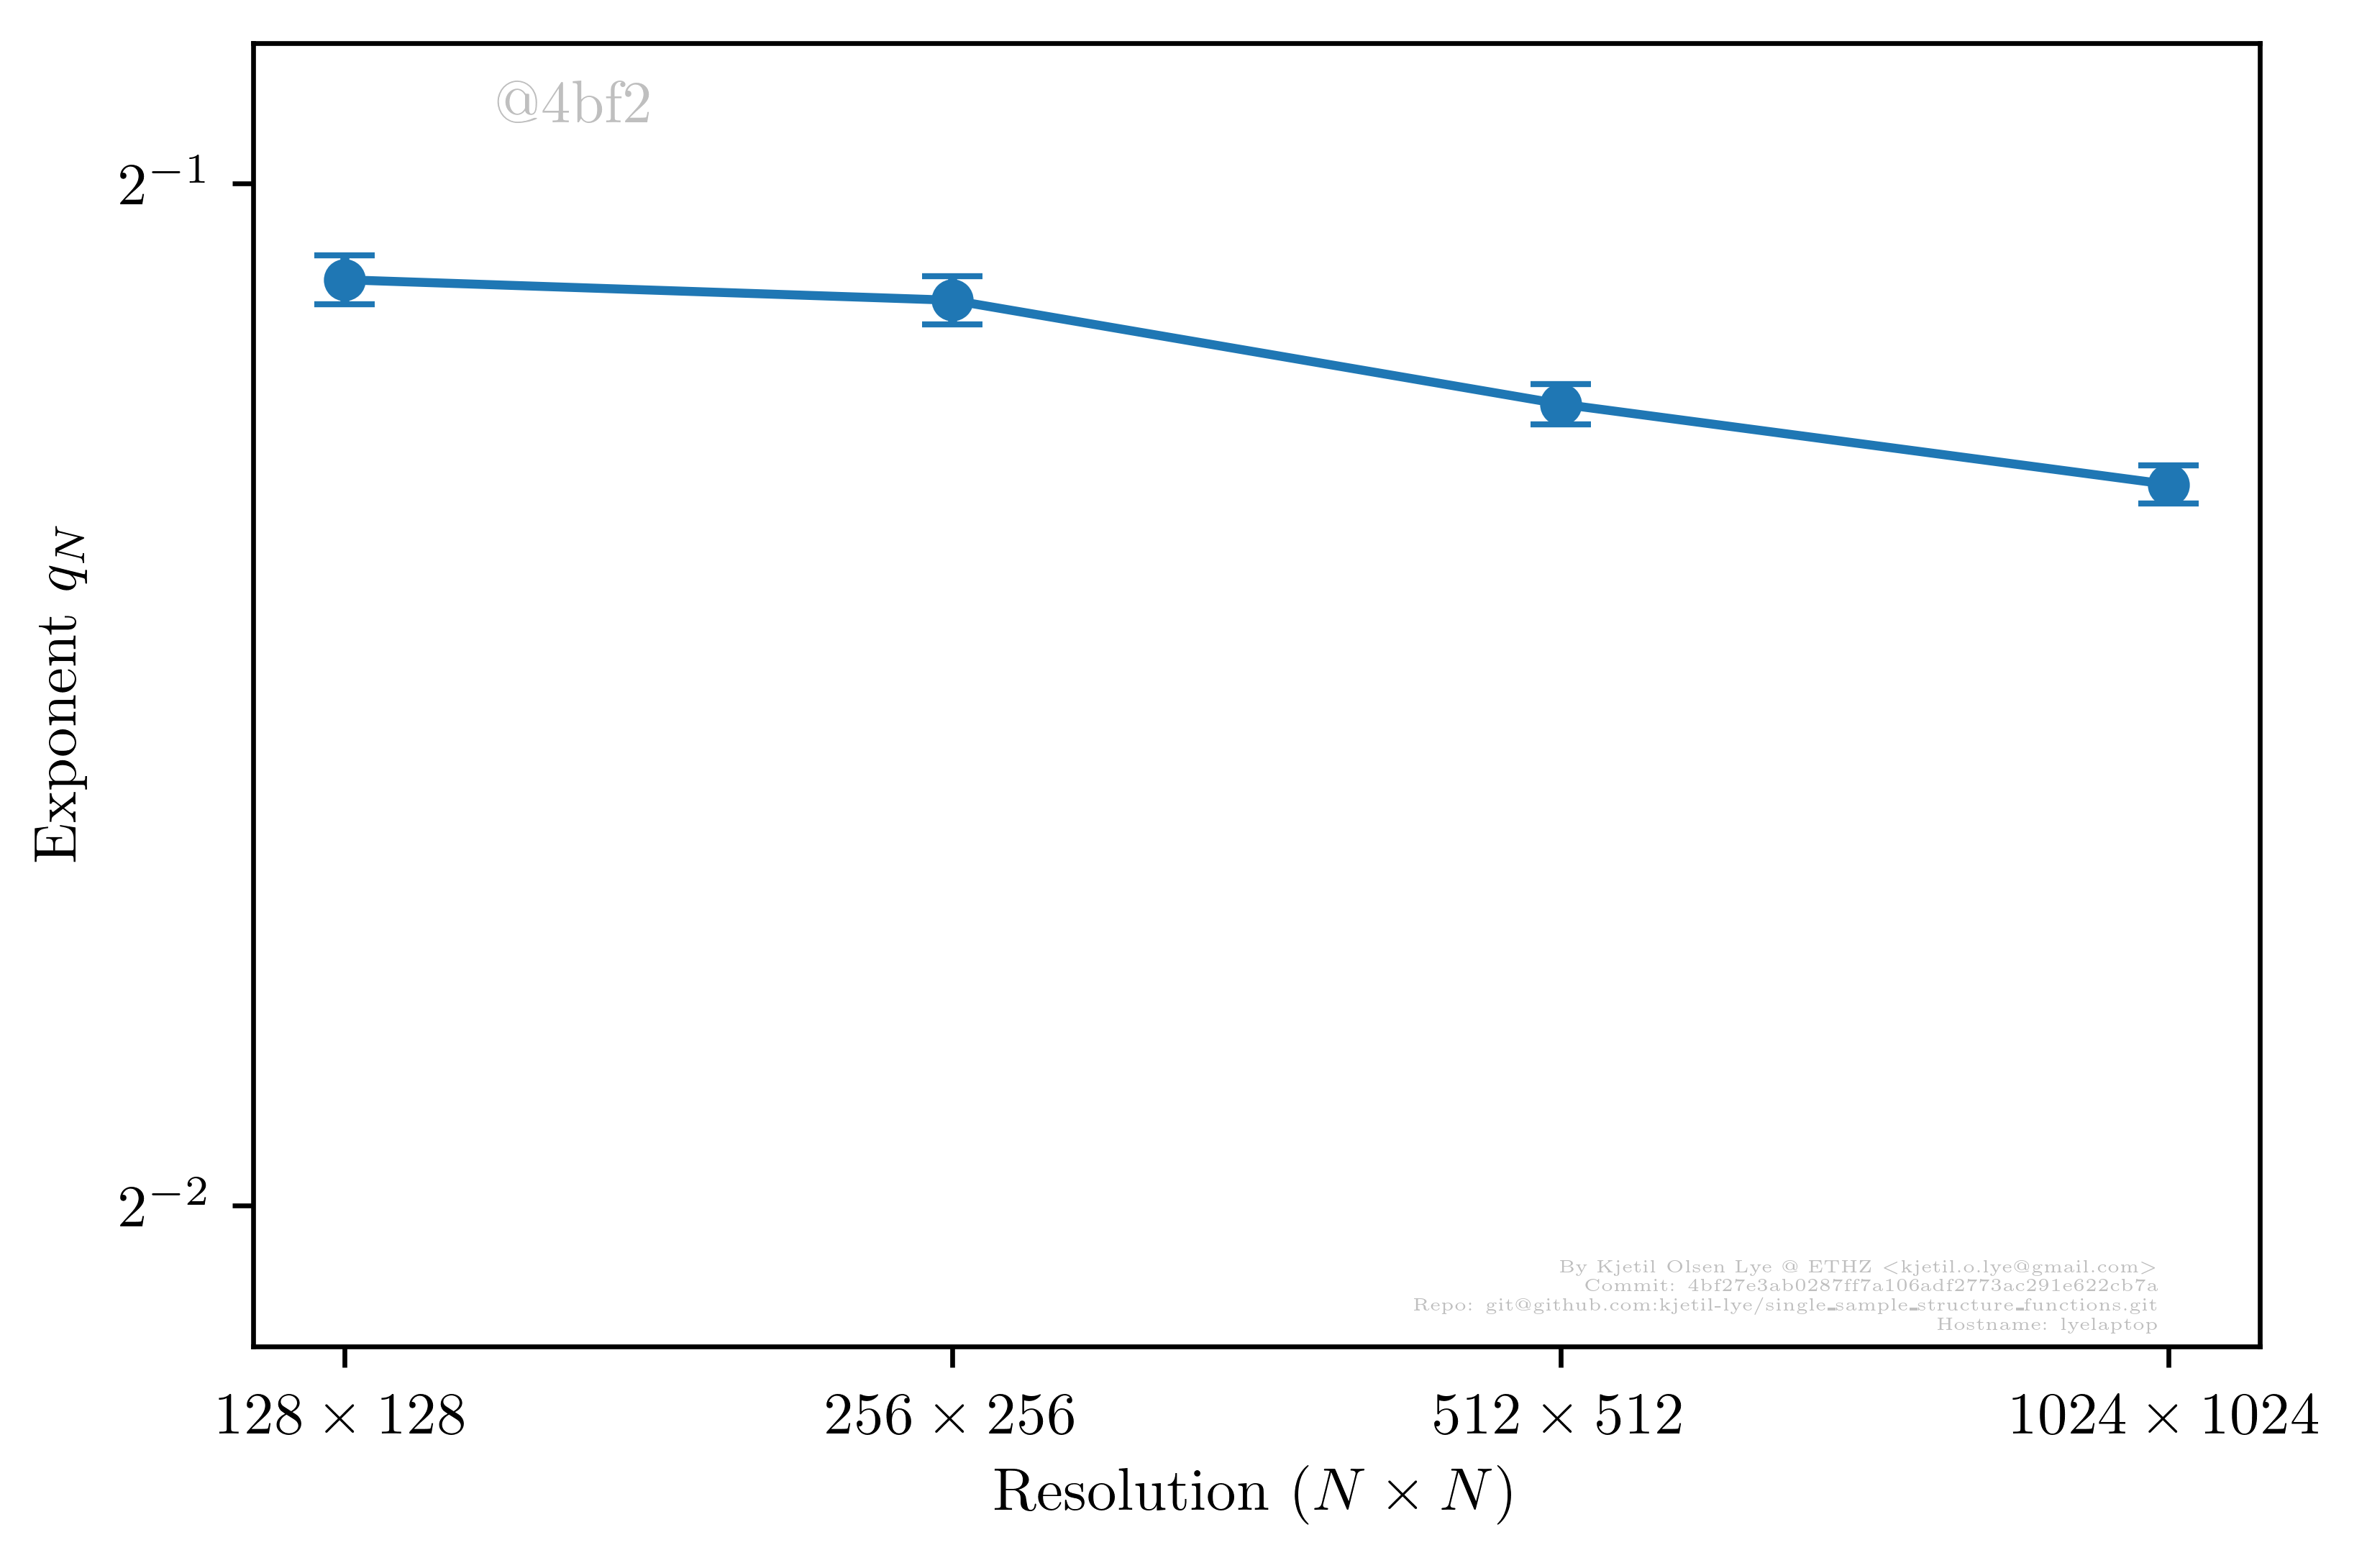 @4bf2
2⁻¹
Exponent q_N
2⁻²
By Kjetil Olsen Lye @ ETHZ <kjetil.o.lye@gmail.com>
Commit: 4bf27e3ab0287ff7a106adf2773ac291e622cb7a
Repo: git@github.com:kjetil-lye/single_sample_structure_functions.git
Hostname: lyelaptop
128 × 128
256 × 256
512 × 512
1024 × 1024
Resolution (N × N)